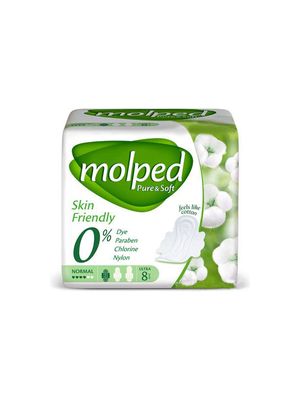 molped
Pure & Soft
Skin
Friendly
0%
Dye
Paraben
Chlorine
Nylon
feels like
cotton
NORMAL
ULTRA
8